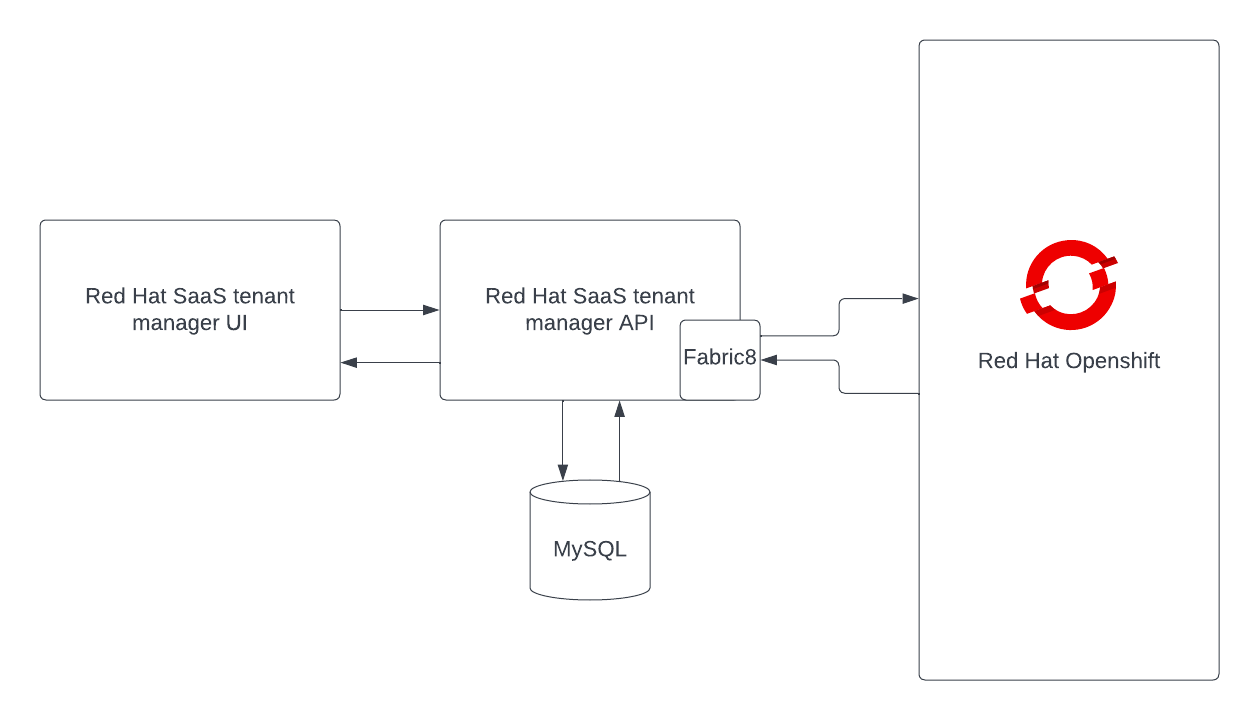 Red Hat SaaS tenant
manager UI
Red Hat SaaS tenant
manager API
Fabric8
Red Hat Openshift
MySQL